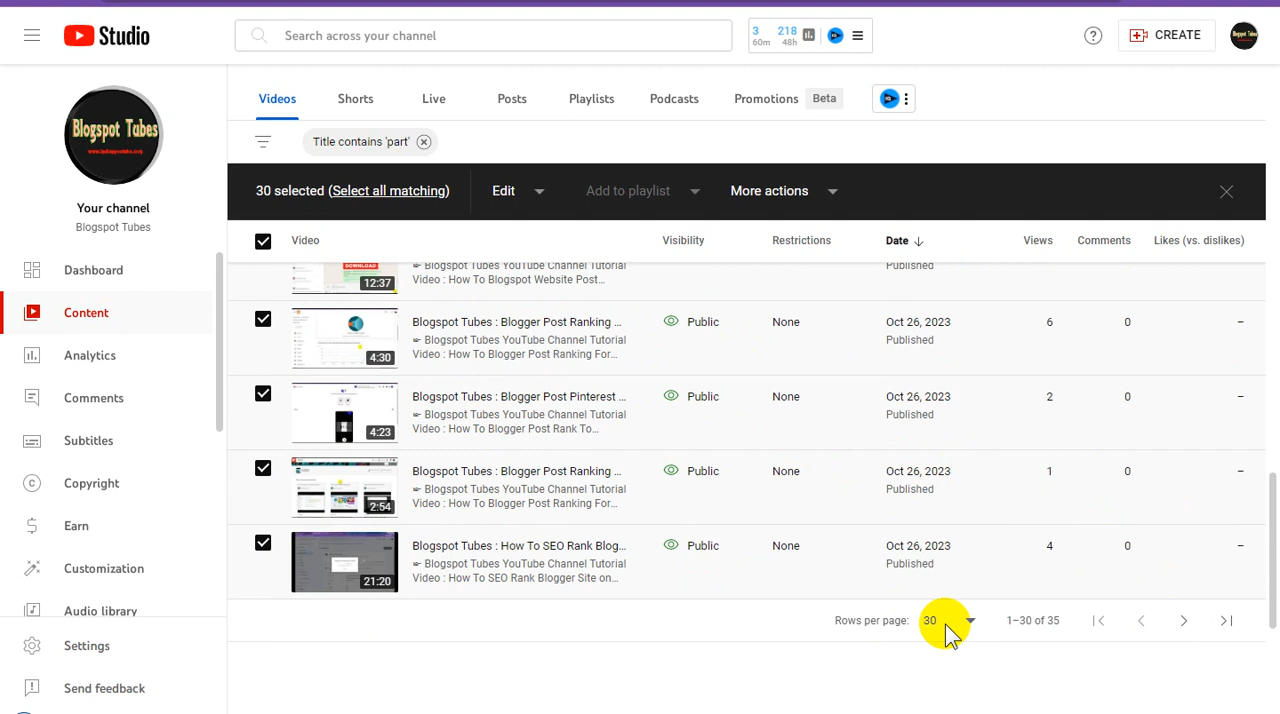 Studio
Search across your channel
3 218
60m 48h
CREATE
Blogspot Tubes
Your channel
Blogspot Tubes
Dashboard
Content
Analytics
Comments
Subtitles
Copyright
Earn
Customization
Audio library
Settings
Send feedback
Videos Shorts Live Posts Playlists Podcasts Promotions Beta
Title contains 'part'
30 selected (Select all matching) Edit Add to playlist More actions
Video Visibility Restrictions Date Views Comments Likes (vs. dislikes)
DOWNLOAD
12:37
Blogspot Tubes YouTube Channel Tutorial
Video : How To Blogspot Website Post...
Published
4:30
Blogspot Tubes : Blogger Post Ranking ... Public None Oct 26, 2023 6 0 –
Blogspot Tubes YouTube Channel Tutorial Published
Video : How To Blogger Post Ranking For...
4:23
Blogspot Tubes : Blogger Post Pinterest ... Public None Oct 26, 2023 2 0 –
Blogspot Tubes YouTube Channel Tutorial Published
Video : How To Blogger Post Rank To...
2:54
Blogspot Tubes : Blogger Post Ranking ... Public None Oct 26, 2023 1 0 –
Blogspot Tubes YouTube Channel Tutorial Published
Video : How To Blogger Post Ranking For...
21:20
Blogspot Tubes : How To SEO Rank Blog... Public None Oct 26, 2023 4 0 –
Blogspot Tubes YouTube Channel Tutorial Published
Video : How To SEO Rank Blogger Site on...
Rows per page: 30 1–30 of 35